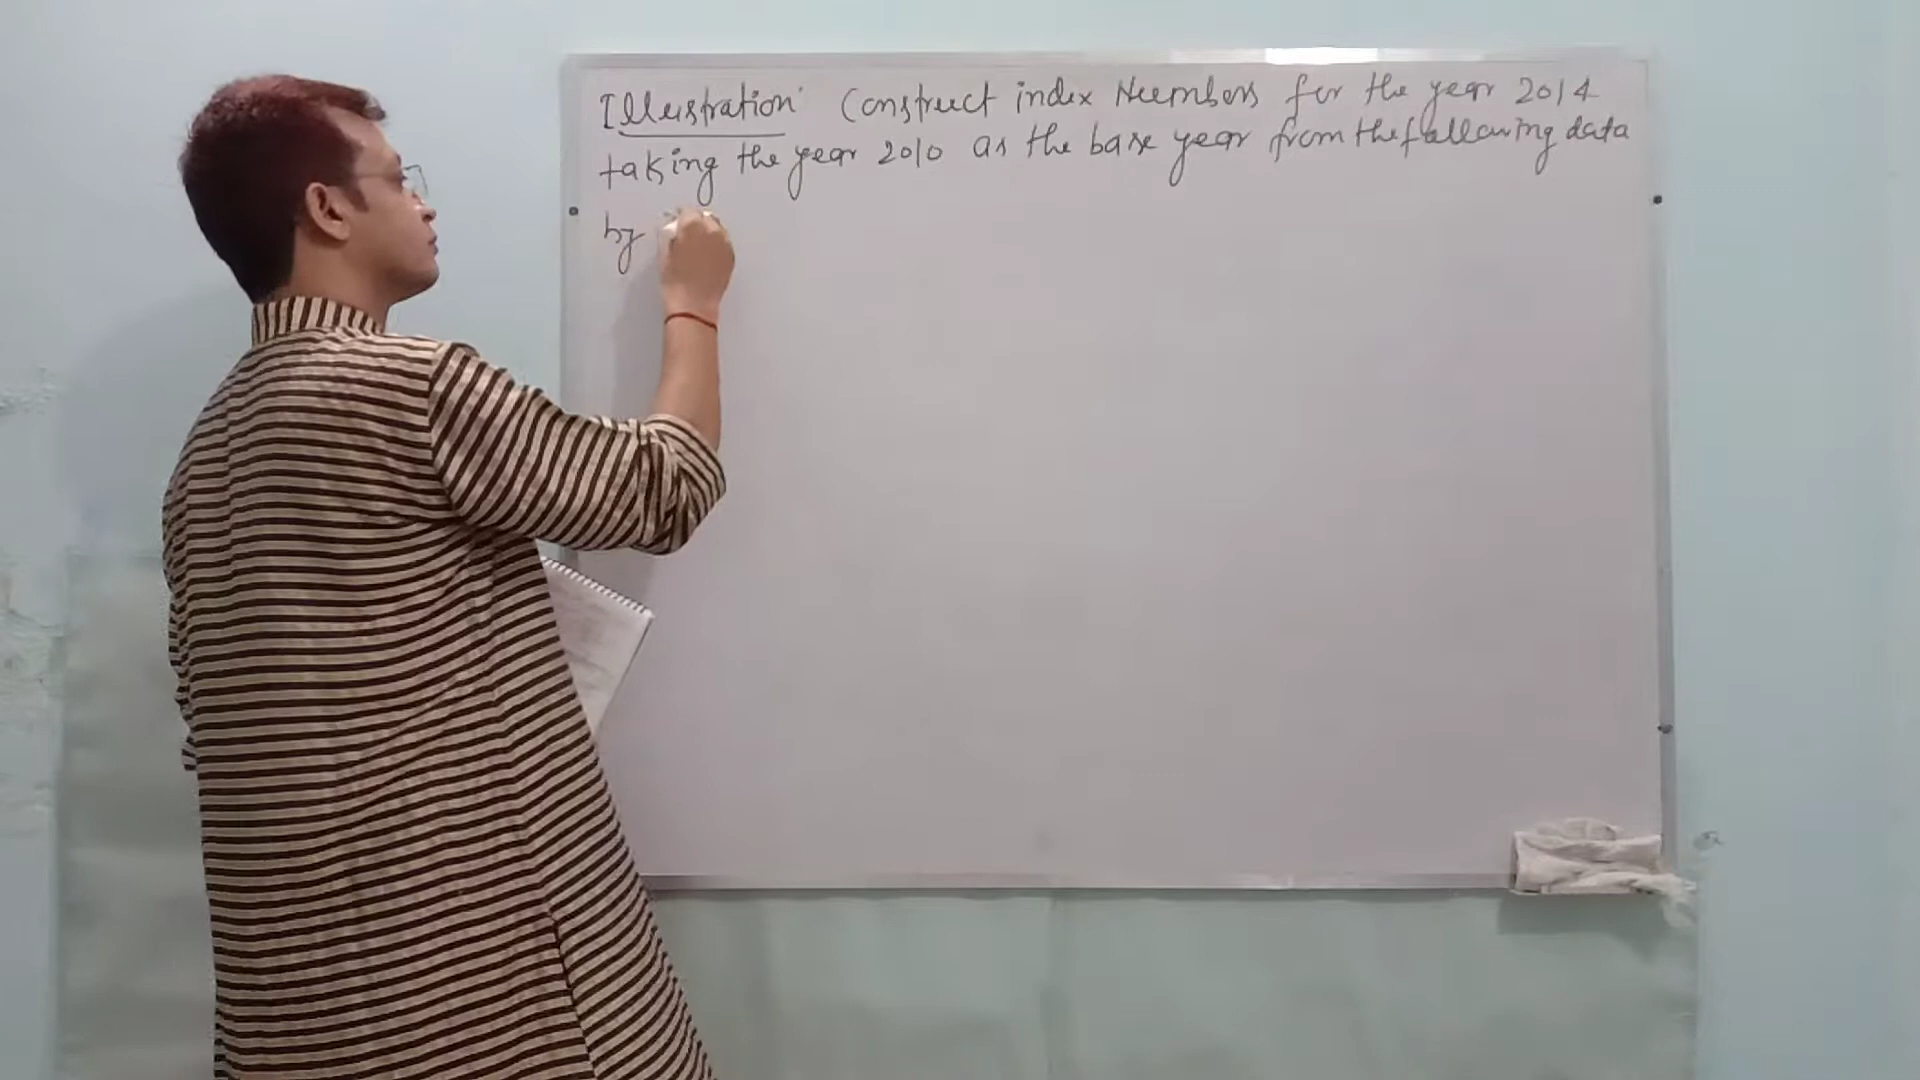 Illustration Construct index Numbers for the year 2014
taking the year 2010 as the base year from the following data
by